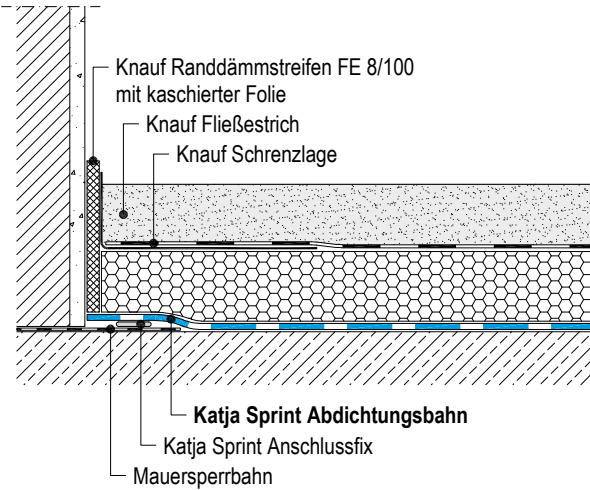 Knauf Randdämmstreifen FE 8/100
mit kaschierter Folie
Knauf Fließestrich
Knauf Schrenzlage
Katja Sprint Abdichtungsbahn
Katja Sprint Anschlussfix
Mauersperrbahn